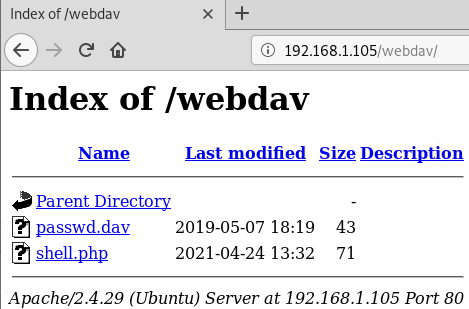 Index of /webdav
192.168.1.105/webdav/
Index of /webdav
Name Last modified Size Description
Parent Directory -
passwd.dav 2019-05-07 18:19 43
shell.php 2021-04-24 13:32 71
Apache/2.4.29 (Ubuntu) Server at 192.168.1.105 Port 80